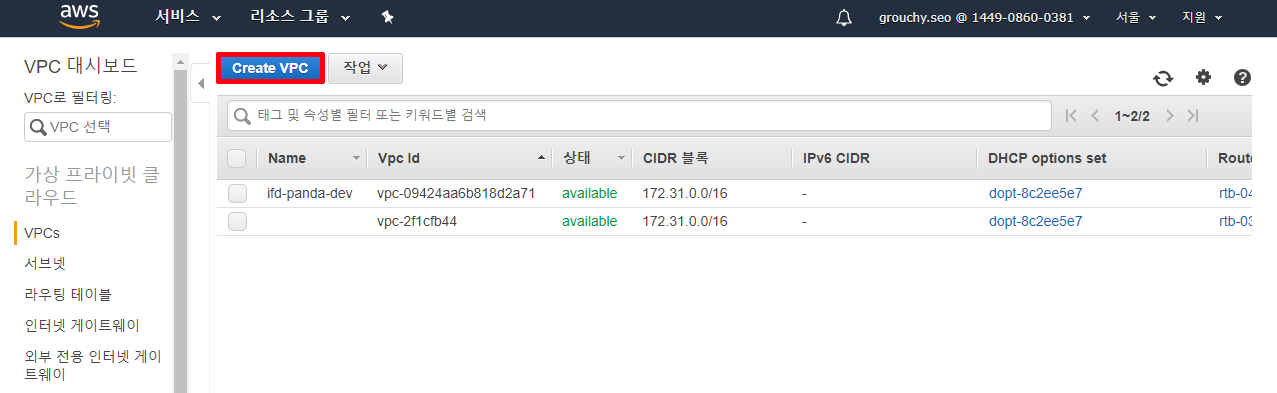 aws 서비스 리소스 그룹 grouchy.seo @ 1449-0860-0381 서울 지원
VPC 대시보드
VPC로 필터링:
VPC 선택
가상 프라이빗 클
라우드
VPCs
서브넷
라우팅 테이블
인터넷 게이트웨이
외부 전용 인터넷 게이
트웨이
Create VPC 작업
태그 및 속성별 필터 또는 키워드별 검색 1~2/2
Name Vpc Id 상태 CIDR 블록 IPv6 CIDR DHCP options set Route
ifd-panda-dev vpc-09424aa6b818d2a71 available 172.31.0.0/16 - dopt-8c2ee5e7 rtb-04
vpc-2f1cfb44 available 172.31.0.0/16 - dopt-8c2ee5e7 rtb-03